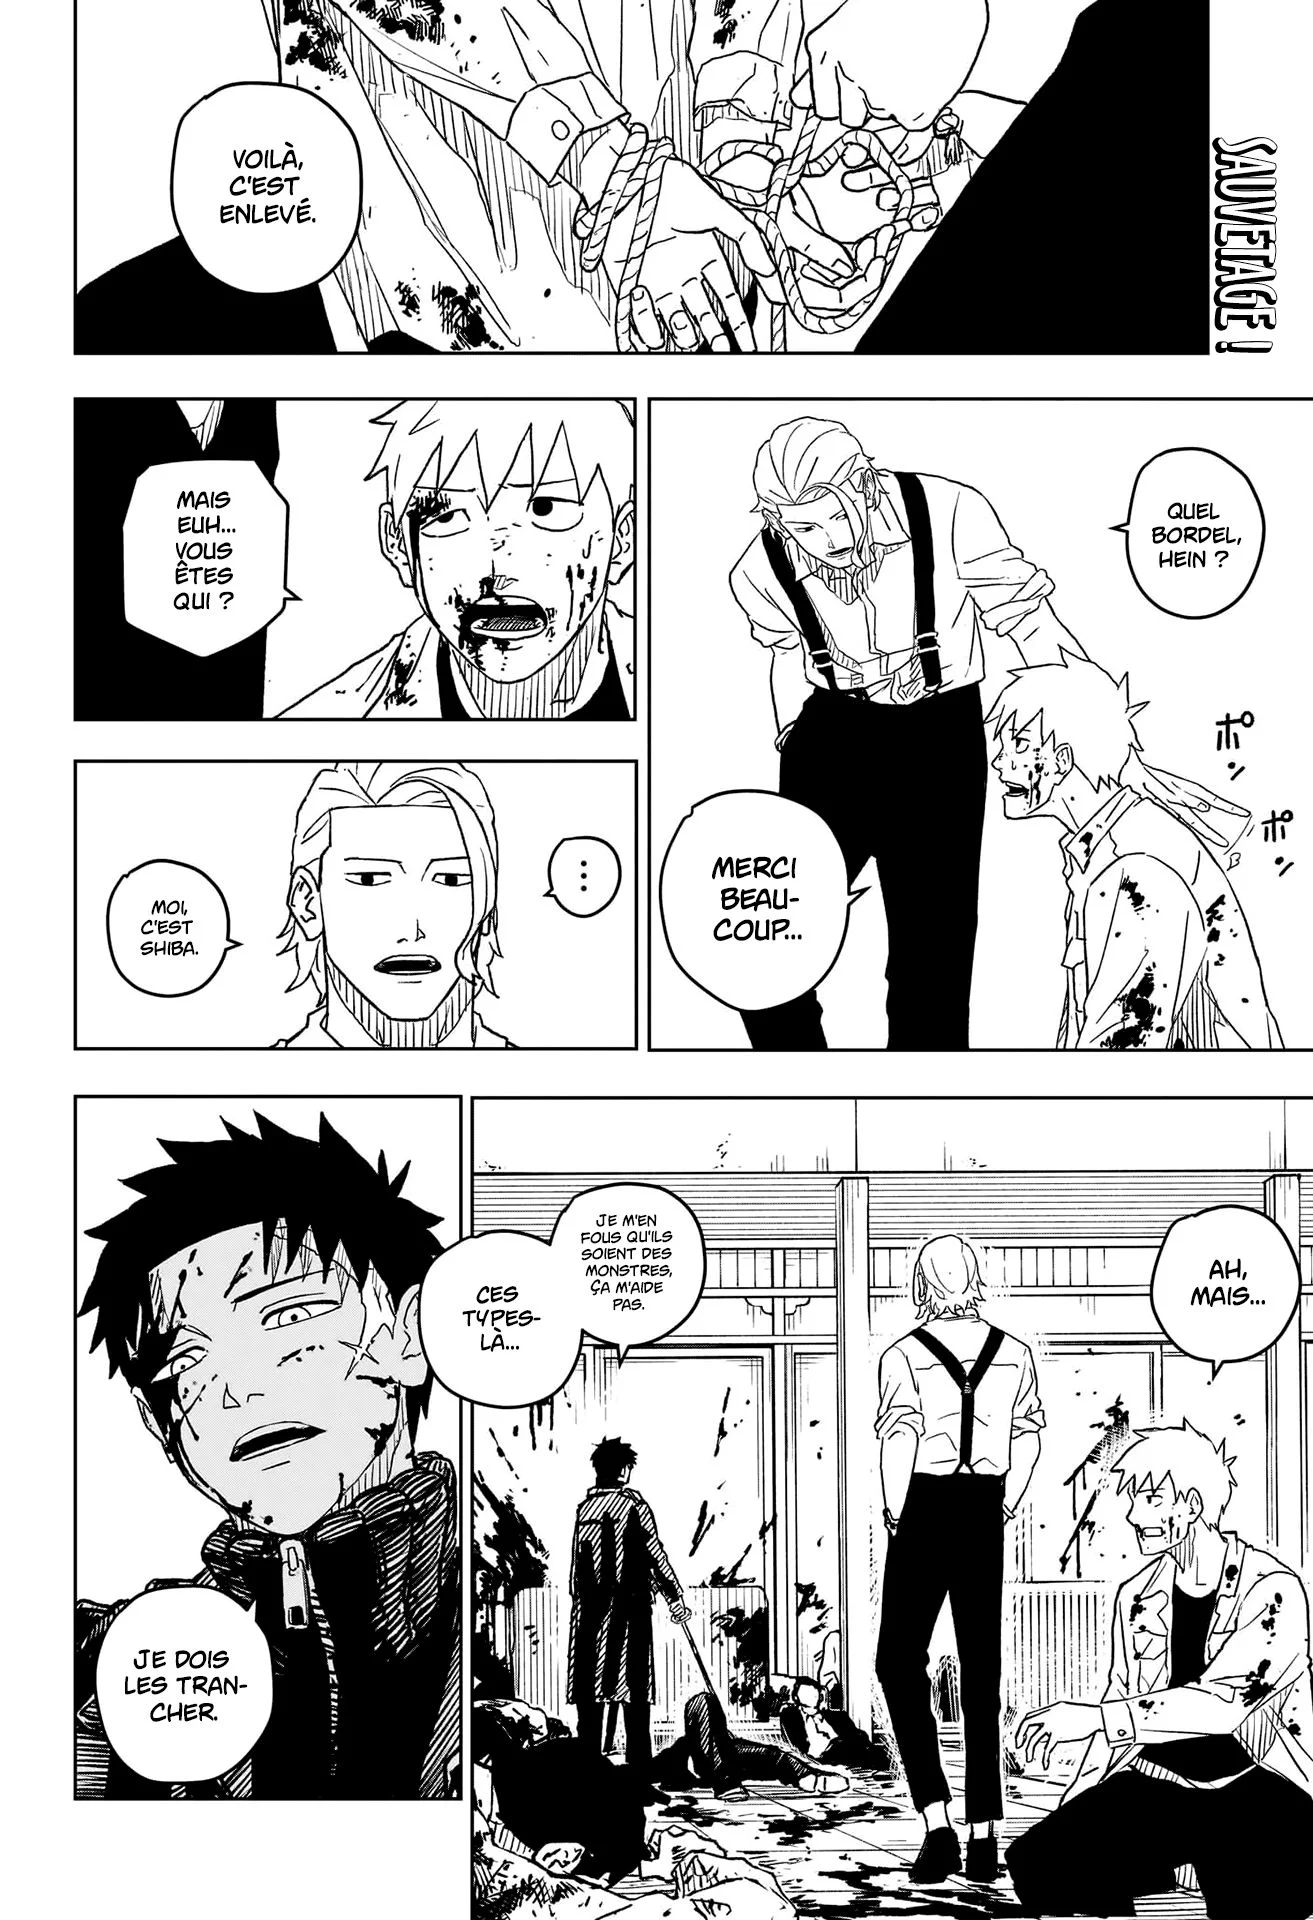 SAUVETAGE !
VOILÀ,
C'EST
ENLEVÉ.
QUEL
BORDEL,
HEIN ?
ポン
ポン
MERCI
BEAU-
COUP...
MAIS
EUH...
VOUS
ÊTES
QUI ?
...
MOI,
C'EST
SHIBA.
AH,
MAIS...
JE M'EN
FOUS QU'ILS
SOIENT DES
MONSTRES,
ÇA M'AIDE
PAS.
CES
TYPES-
LÀ...
JE DOIS
LES TRAN-
CHER.